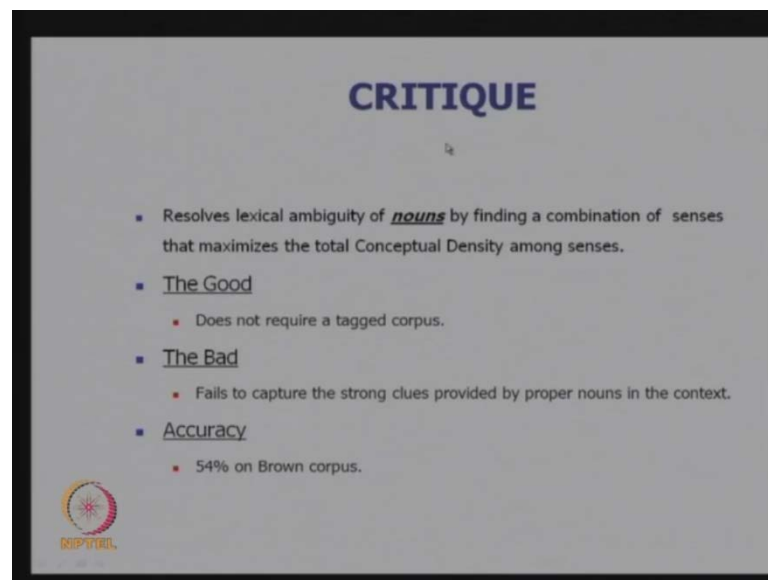 CRITIQUE
Resolves lexical ambiguity of nouns by finding a combination of senses
that maximizes the total Conceptual Density among senses.
The Good
Does not require a tagged corpus.
The Bad
Fails to capture the strong clues provided by proper nouns in the context.
Accuracy
54% on Brown corpus.
NPTEL